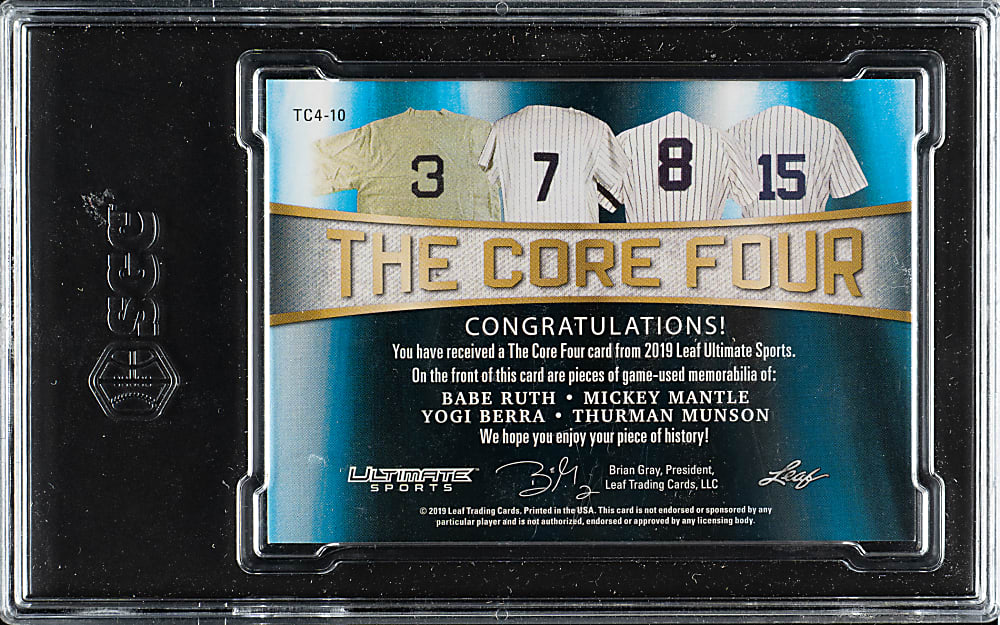 TC4-10
3 7 8 15
THE CORE FOUR
CONGRATULATIONS!
You have received a The Core Four card from 2019 Leaf Ultimate Sports.
On the front of this card are pieces of game-used memorabilia of:
BABE RUTH • MICKEY MANTLE
YOGI BERRA • THURMAN MUNSON
We hope you enjoy your piece of history!
ULTIMATE™
SPORTS
Brian Gray, President,
Leaf Trading Cards, LLC
Leaf
© 2019 Leaf Trading Cards. Printed in the USA. This card is not endorsed or sponsored by any
particular player and is not authorized, endorsed or approved by any licensing body.
SGC